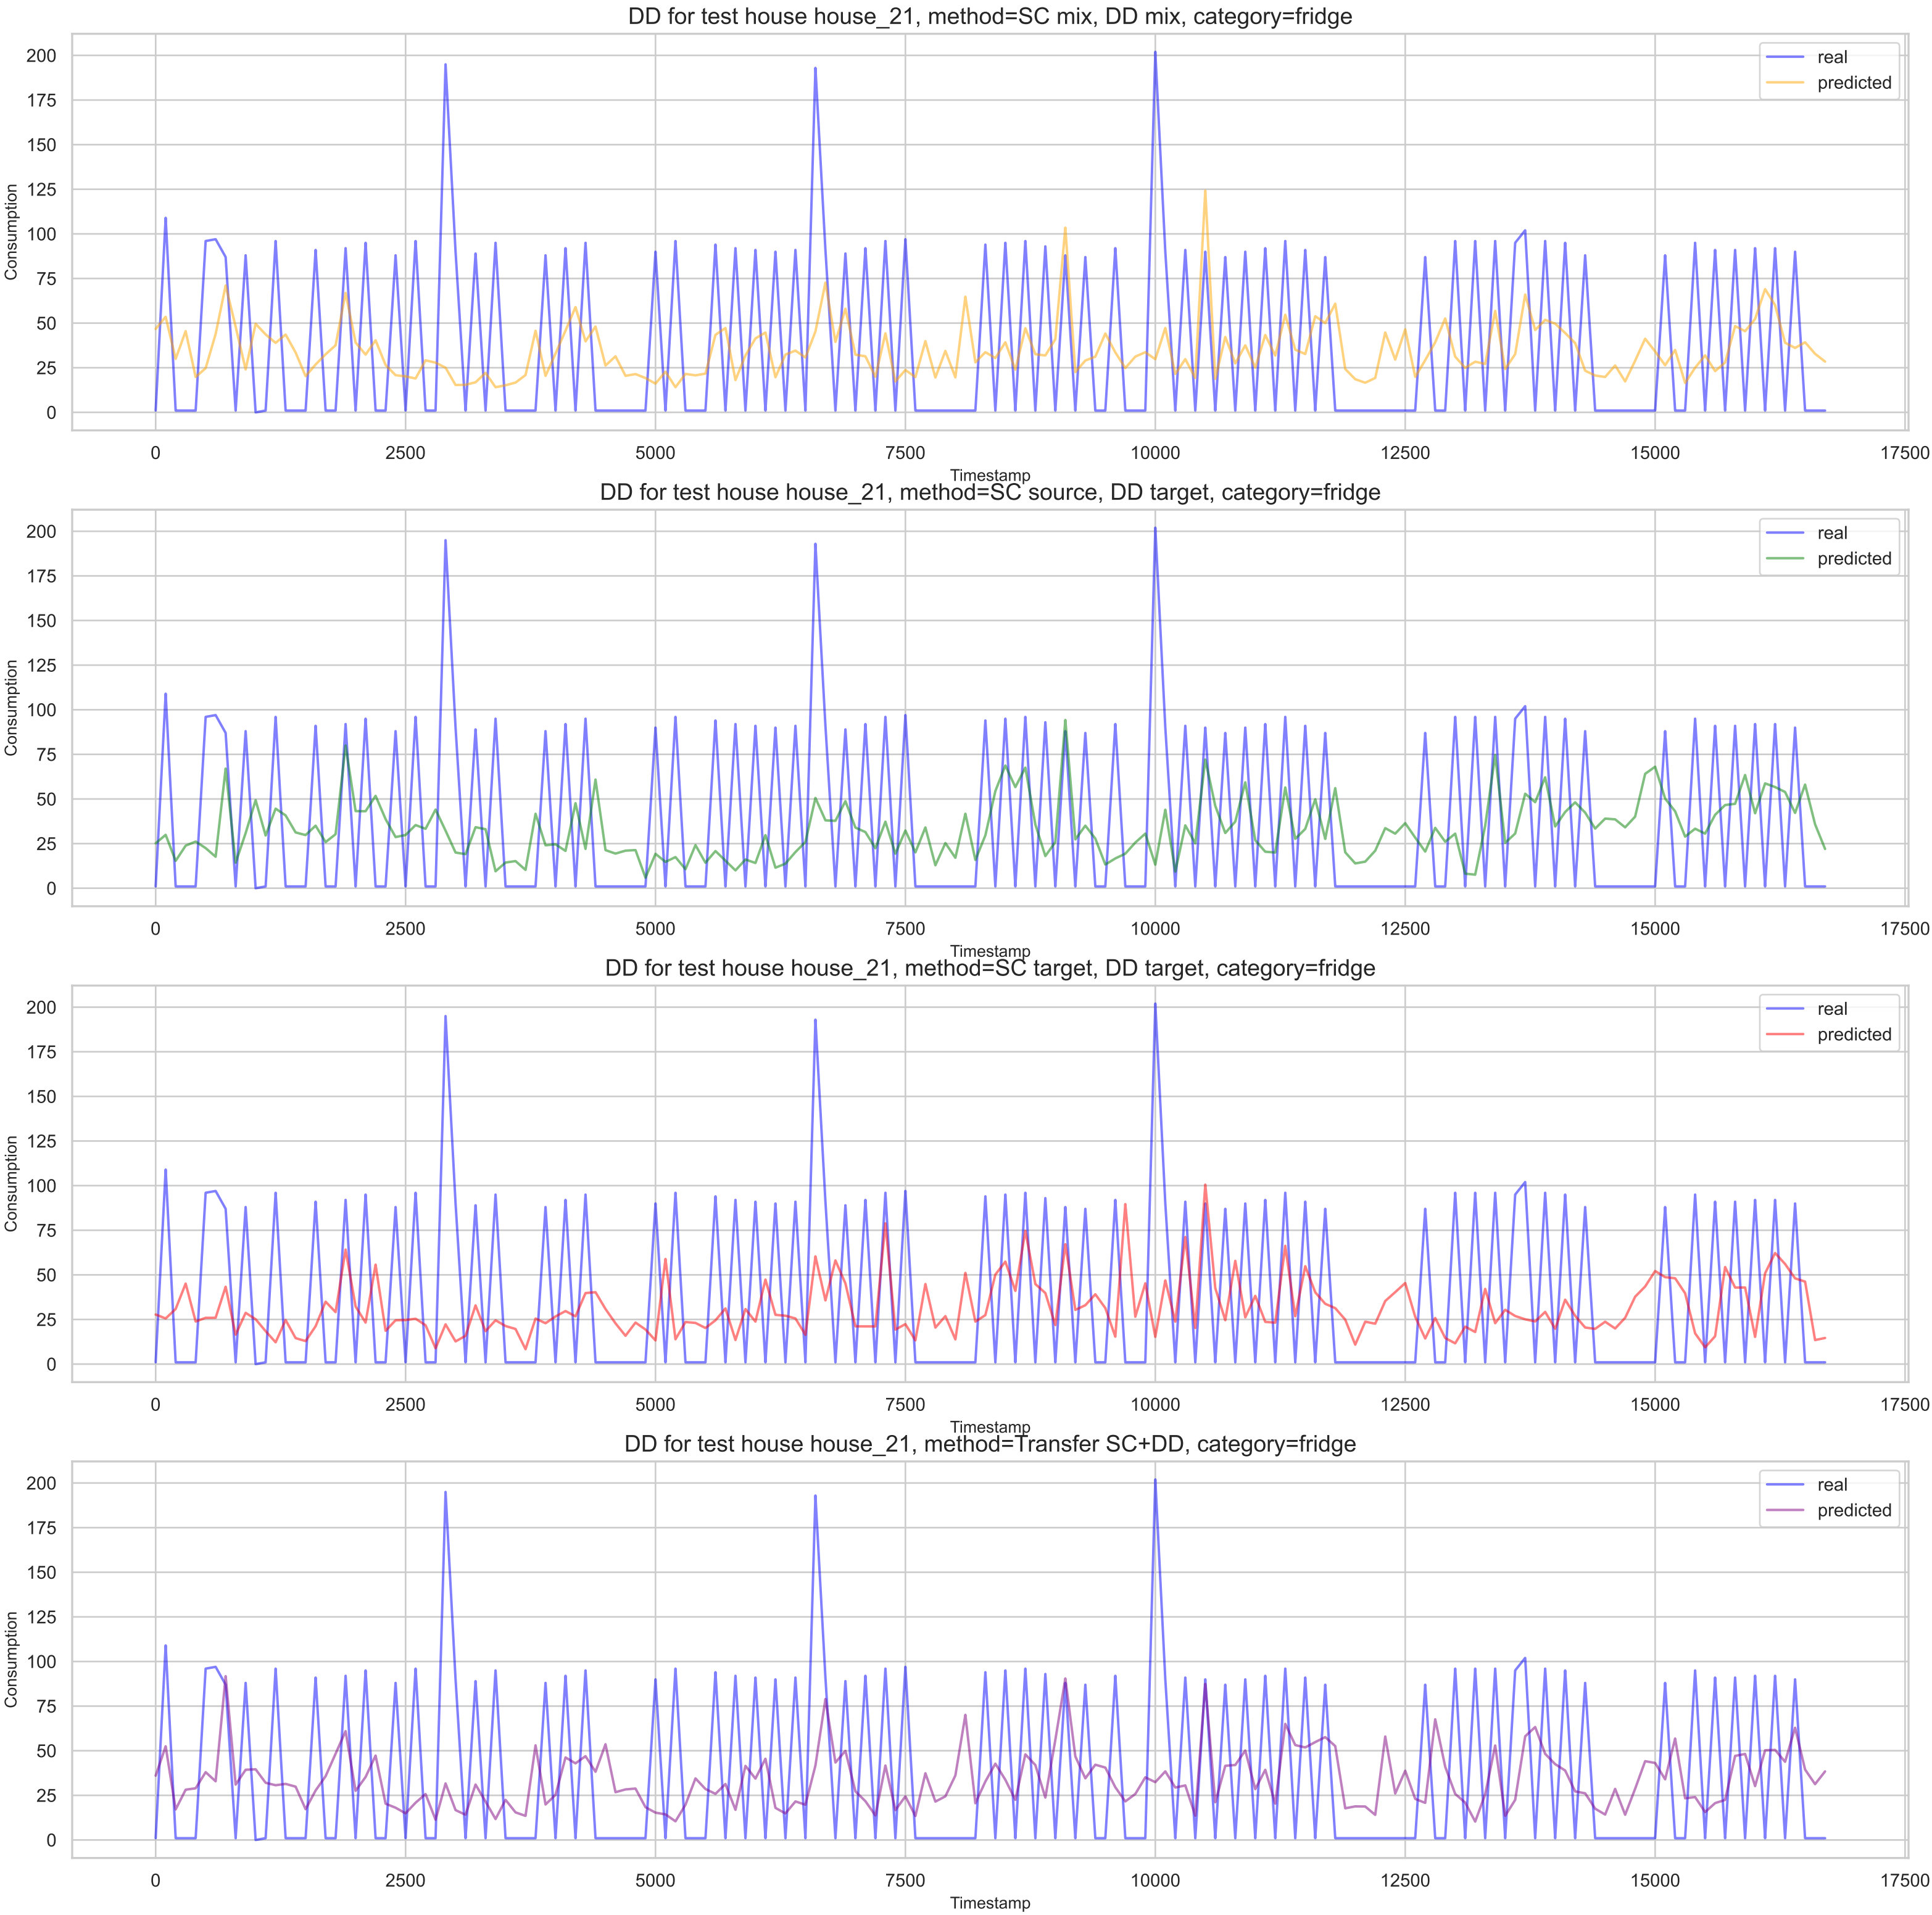 DD for test house house_21, method=SC mix, DD mix, category=fridge
200
175
150
125
100
75
50
25
0
Consumption
real
predicted
0 2500 5000 7500 10000 12500 15000 17500
Timestamp
DD for test house house_21, method=SC source, DD target, category=fridge
200
175
150
125
100
75
50
25
0
Consumption
real
predicted
0 2500 5000 7500 10000 12500 15000 17500
Timestamp
DD for test house house_21, method=SC target, DD target, category=fridge
200
175
150
125
100
75
50
25
0
Consumption
real
predicted
0 2500 5000 7500 10000 12500 15000 17500
Timestamp
DD for test house house_21, method=Transfer SC+DD, category=fridge
200
175
150
125
100
75
50
25
0
Consumption
real
predicted
0 2500 5000 7500 10000 12500 15000 17500
Timestamp